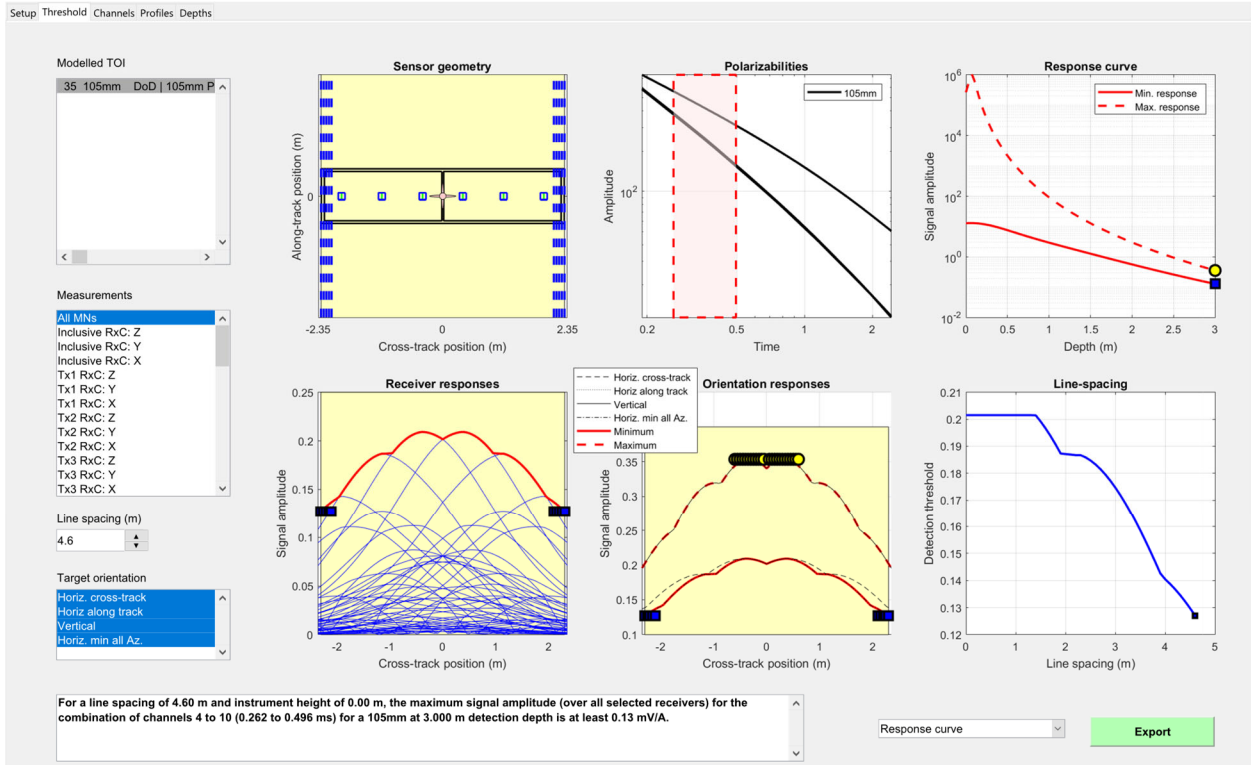 Setup Threshold Channels Profiles Depths
Modelled TOI
35 105mm DoD | 105mm P
Measurements
All MNs
Inclusive RxC: Z
Inclusive RxC: Y
Inclusive RxC: X
Tx1 RxC: Z
Tx1 RxC: Y
Tx1 RxC: X
Tx2 RxC: Z
Tx2 RxC: Y
Tx2 RxC: X
Tx3 RxC: Z
Tx3 RxC: Y
Tx3 RxC: X
Line spacing (m)
4.6
Target orientation
Horiz. cross-track
Horiz along track
Vertical
Horiz. min all Az.
Sensor geometry
Along-track position (m)
0
-2.35 0 2.35
Cross-track position (m)
Polarizabilities
105mm
Amplitude
10^2
0.2 0.5 1 2
Time
Response curve
Min. response
Max. response
Signal amplitude
10^6
10^4
10^2
10^0
10^-2
0 0.5 1 1.5 2 2.5 3
Depth (m)
Receiver responses
Signal amplitude
0.25
0.2
0.15
0.1
0.05
0
-2 -1 0 1 2
Cross-track position (m)
Horiz. cross-track
Horiz along track
Vertical
Horiz. min all Az.
Minimum
Maximum
Orientation responses
Signal amplitude
0.35
0.3
0.25
0.2
0.15
0.1
-2 -1 0 1 2
Cross-track position (m)
Line-spacing
Detection threshold
0.21
0.2
0.19
0.18
0.17
0.16
0.15
0.14
0.13
0.12
0 1 2 3 4 5
Line spacing (m)
For a line spacing of 4.60 m and instrument height of 0.00 m, the maximum signal amplitude (over all selected receivers) for the
combination of channels 4 to 10 (0.262 to 0.496 ms) for a 105mm at 3.000 m detection depth is at least 0.13 mV/A.
Response curve
Export